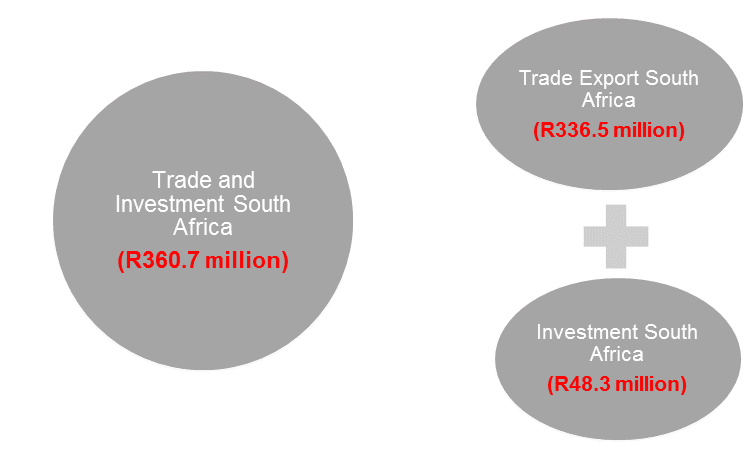 Trade and
Investment South
Africa
(R360.7 million)
Trade Export South
Africa
(R336.5 million)
Investment South
Africa
(R48.3 million)